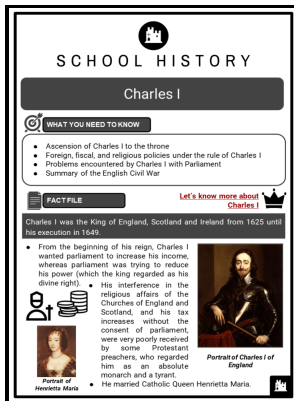 SCHOOL HISTORY
Charles I
WHAT YOU NEED TO KNOW
● Ascension of Charles I to the throne
● Foreign, fiscal, and religious policies under the rule of Charles I
● Problems encountered by Charles I with Parliament
● Summary of the English Civil War
FACT FILE
Let's know more about
Charles I
Charles I was the King of England, Scotland and Ireland from 1625 until
his execution in 1649.
● From the beginning of his reign, Charles I
wanted parliament to increase his income,
whereas parliament was trying to reduce
his power (which the king regarded as his
divine right).
● His interference in the
religious affairs of the
Churches of England and
Scotland, and his tax
increases without the
consent of parliament,
were very poorly received
by some Protestant
preachers, who regarded
him as an absolute
monarch and a tyrant.
● He married Catholic Queen Henrietta Maria.
Portrait of
Henrietta Maria
Portrait of Charles I of
England